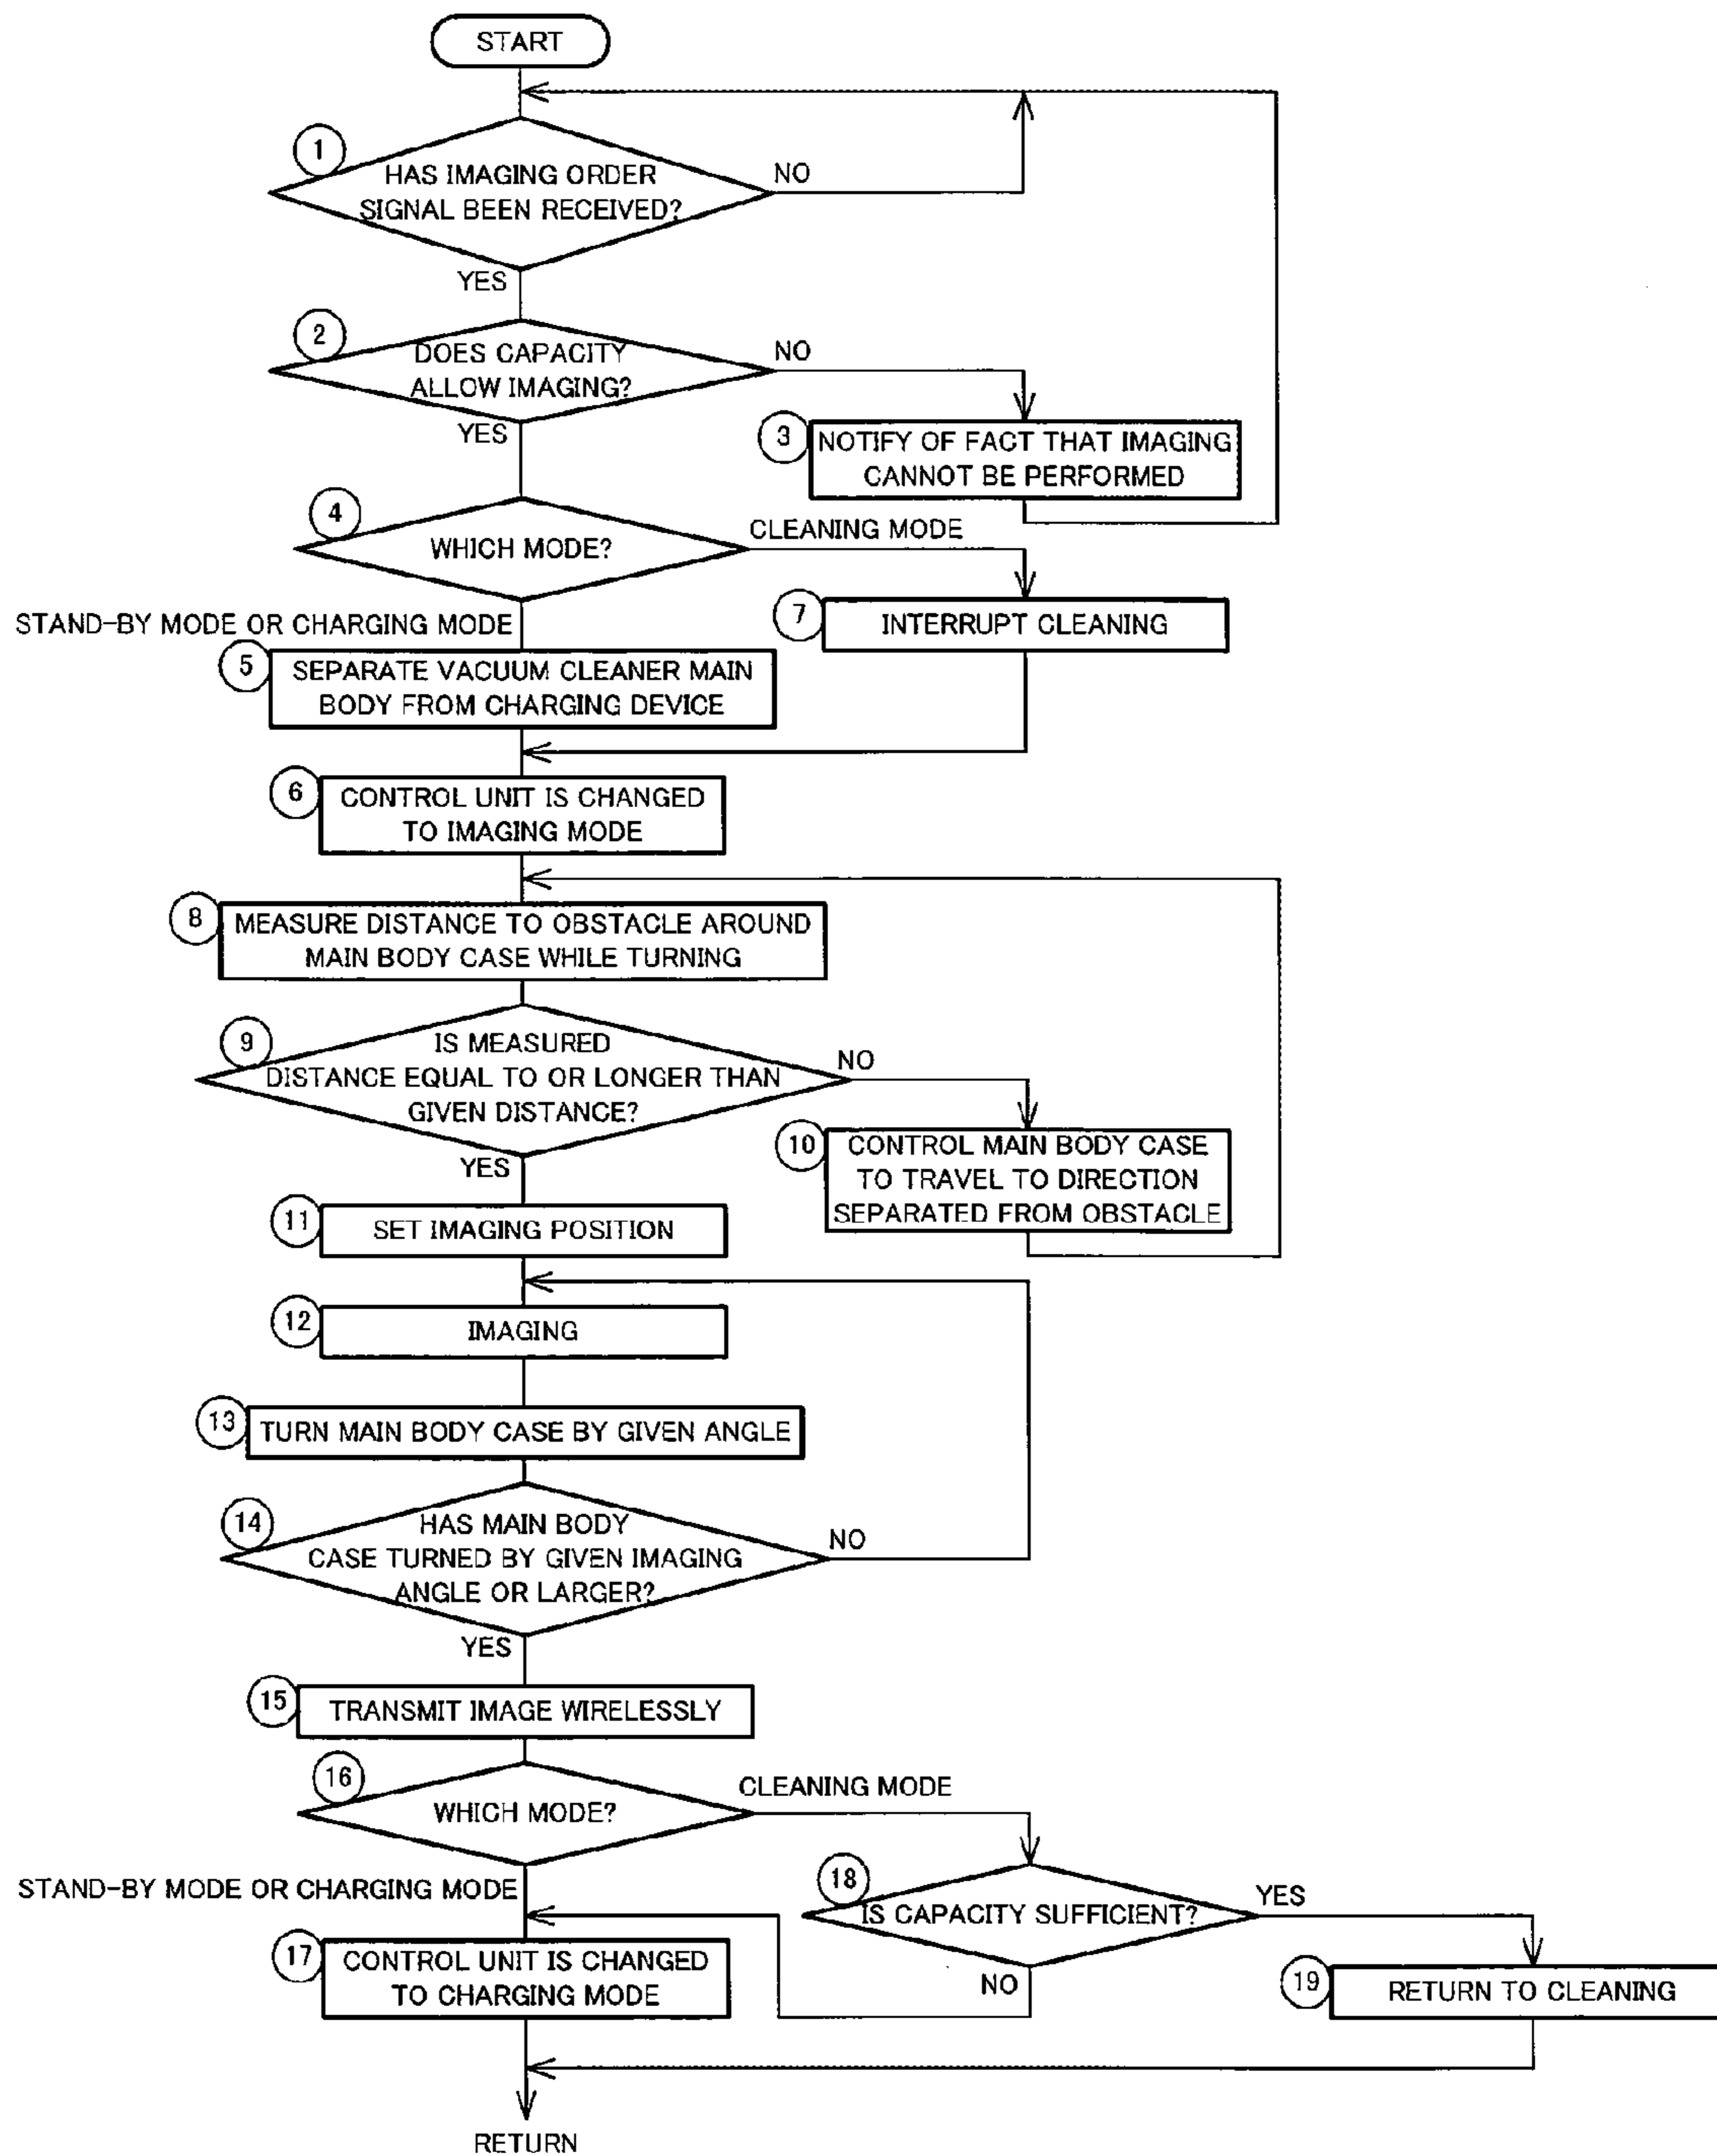 START
1
HAS IMAGING ORDER
SIGNAL BEEN RECEIVED?
NO
YES
2
DOES CAPACITY
ALLOW IMAGING?
NO
YES
3
NOTIFY OF FACT THAT IMAGING
CANNOT BE PERFORMED
4
WHICH MODE?
CLEANING MODE
STAND-BY MODE OR CHARGING MODE
7
INTERRUPT CLEANING
5
SEPARATE VACUUM CLEANER MAIN
BODY FROM CHARGING DEVICE
6
CONTROL UNIT IS CHANGED
TO IMAGING MODE
8
MEASURE DISTANCE TO OBSTACLE AROUND
MAIN BODY CASE WHILE TURNING
9
IS MEASURED
DISTANCE EQUAL TO OR LONGER THAN
GIVEN DISTANCE?
NO
YES
10
CONTROL MAIN BODY CASE
TO TRAVEL TO DIRECTION
SEPARATED FROM OBSTACLE
11
SET IMAGING POSITION
12
IMAGING
13
TURN MAIN BODY CASE BY GIVEN ANGLE
14
HAS MAIN BODY
CASE TURNED BY GIVEN IMAGING
ANGLE OR LARGER?
NO
YES
15
TRANSMIT IMAGE WIRELESSLY
16
WHICH MODE?
CLEANING MODE
STAND-BY MODE OR CHARGING MODE
18
IS CAPACITY SUFFICIENT?
YES
NO
17
CONTROL UNIT IS CHANGED
TO CHARGING MODE
19
RETURN TO CLEANING
RETURN